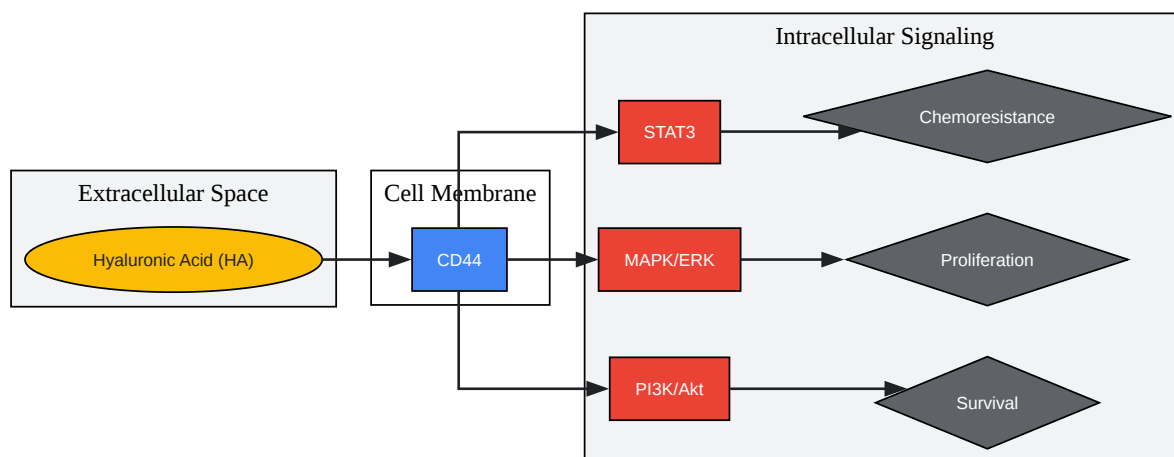 Intracellular Signaling
STAT3
Chemoresistance
Extracellular Space
Cell Membrane
Hyaluronic Acid (HA)
CD44
MAPK/ERK
Proliferation
PI3K/Akt
Survival